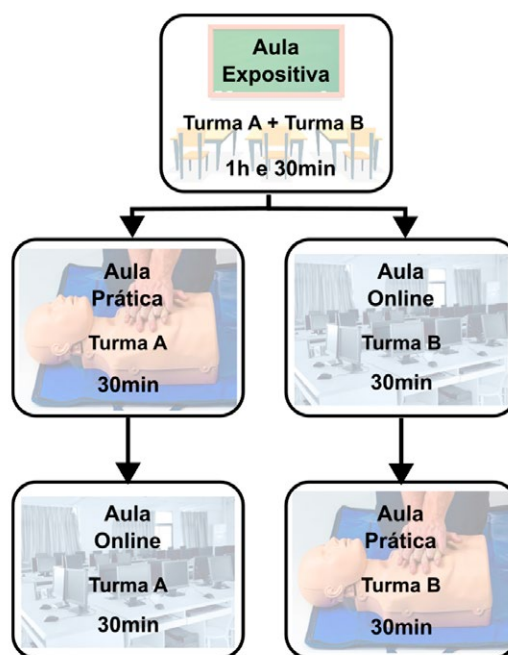 Aula
Expositiva
Turma A + Turma B
1h e 30min
Aula
Prática
Turma A
30min
Aula
Online
Turma B
30min
Aula
Online
Turma A
30min
Aula
Prática
Turma B
30min